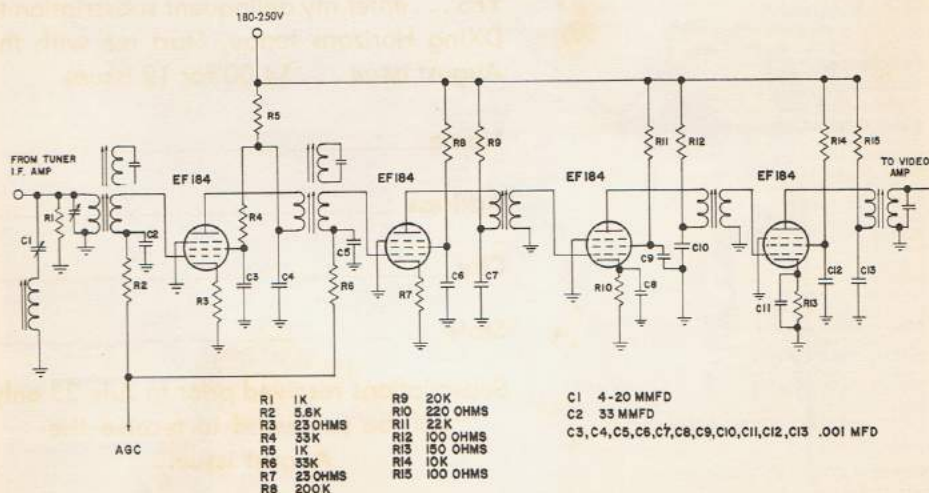 180-250V
R5
FROM TUNER
I.F. AMP
EF184
EF184
EF184
EF184
TO VIDEO
AMP
R8
R9
R11
R12
R14
R15
C1
R1
C2
R2
R4
R3
C3
C4
C5
R6
R7
C6
C7
R10
C8
C9
C10
C11
R13
C12
C13
AGC
R1 1K
R2 5.6K
R3 23 OHMS
R4 33K
R5 1K
R6 33K
R7 23 OHMS
R8 200K
R9 20K
R10 220 OHMS
R11 22K
R12 100 OHMS
R13 150 OHMS
R14 10K
R15 100 OHMS
C1 4-20 MMFD
C2 33 MMFD
C3, C4, C5, C6, C7, C8, C9, C10, C11, C12, C13 .001 MFD